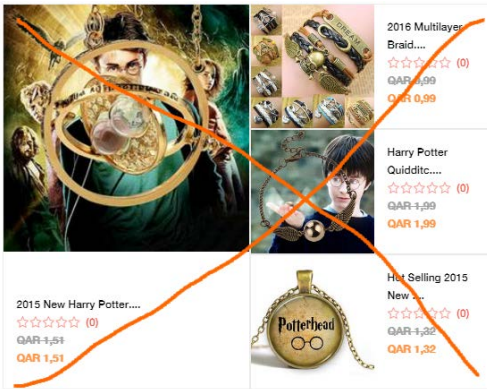 2015 New Harry Potter....
(0)
QAR 1,51
QAR 1,51
DREAM
2016 Multilayer
Braid....
(0)
QAR 0,99
QAR 0,99
Harry Potter
Quidditc....
(0)
QAR 1,99
QAR 1,99
Potterhead
Hot Selling 2015
New ....
(0)
QAR 1,32
QAR 1,32